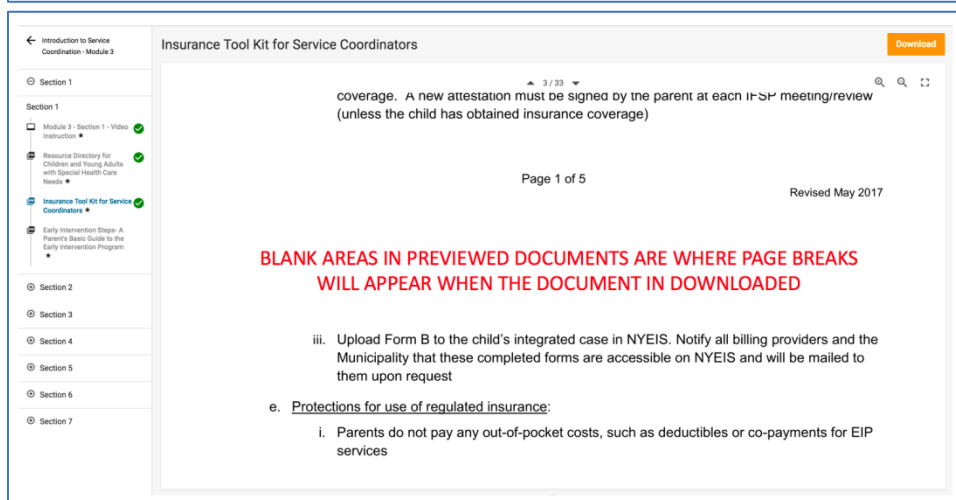 Introduction to Service
Coordination - Module 3
Insurance Tool Kit for Service Coordinators
Download
Section 1
Section 1
Module 3 - Section 1 - Video
Instruction ★
Resource Directory for
Children and Young Adults
with Special Health Care
Needs ★
Insurance Tool Kit for Service
Coordinators ★
Early Intervention Steps- A
Parent's Basic Guide to the
Early Intervention Program
★
Section 2
Section 3
Section 4
Section 5
Section 6
Section 7
3 / 33
coverage. A new attestation must be signed by the parent at each IFSP meeting/review
(unless the child has obtained insurance coverage)
Page 1 of 5
Revised May 2017
BLANK AREAS IN PREVIEWED DOCUMENTS ARE WHERE PAGE BREAKS
WILL APPEAR WHEN THE DOCUMENT IN DOWNLOADED
iii. Upload Form B to the child's integrated case in NYEIS. Notify all billing providers and the
Municipality that these completed forms are accessible on NYEIS and will be mailed to
them upon request
e. Protections for use of regulated insurance:
i. Parents do not pay any out-of-pocket costs, such as deductibles or co-payments for EIP
services